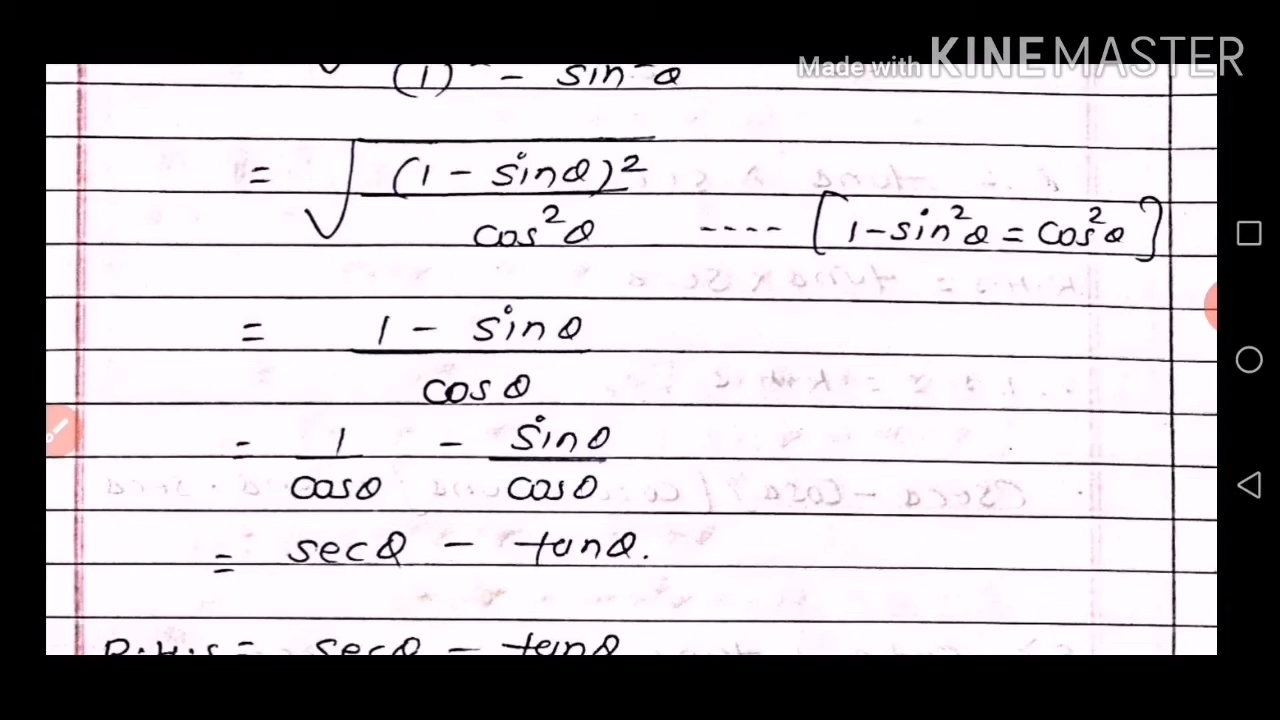 Made with KINEMASTER
(1)² - sin²θ
= √(1 - sinθ)²
cos²θ ---- [1-sin²θ = cos²θ]
= 1 - sinθ
cosθ
= 1 - sinθ
cosθ cosθ
= secθ - tanθ.
R.H.S = secθ - tanθ